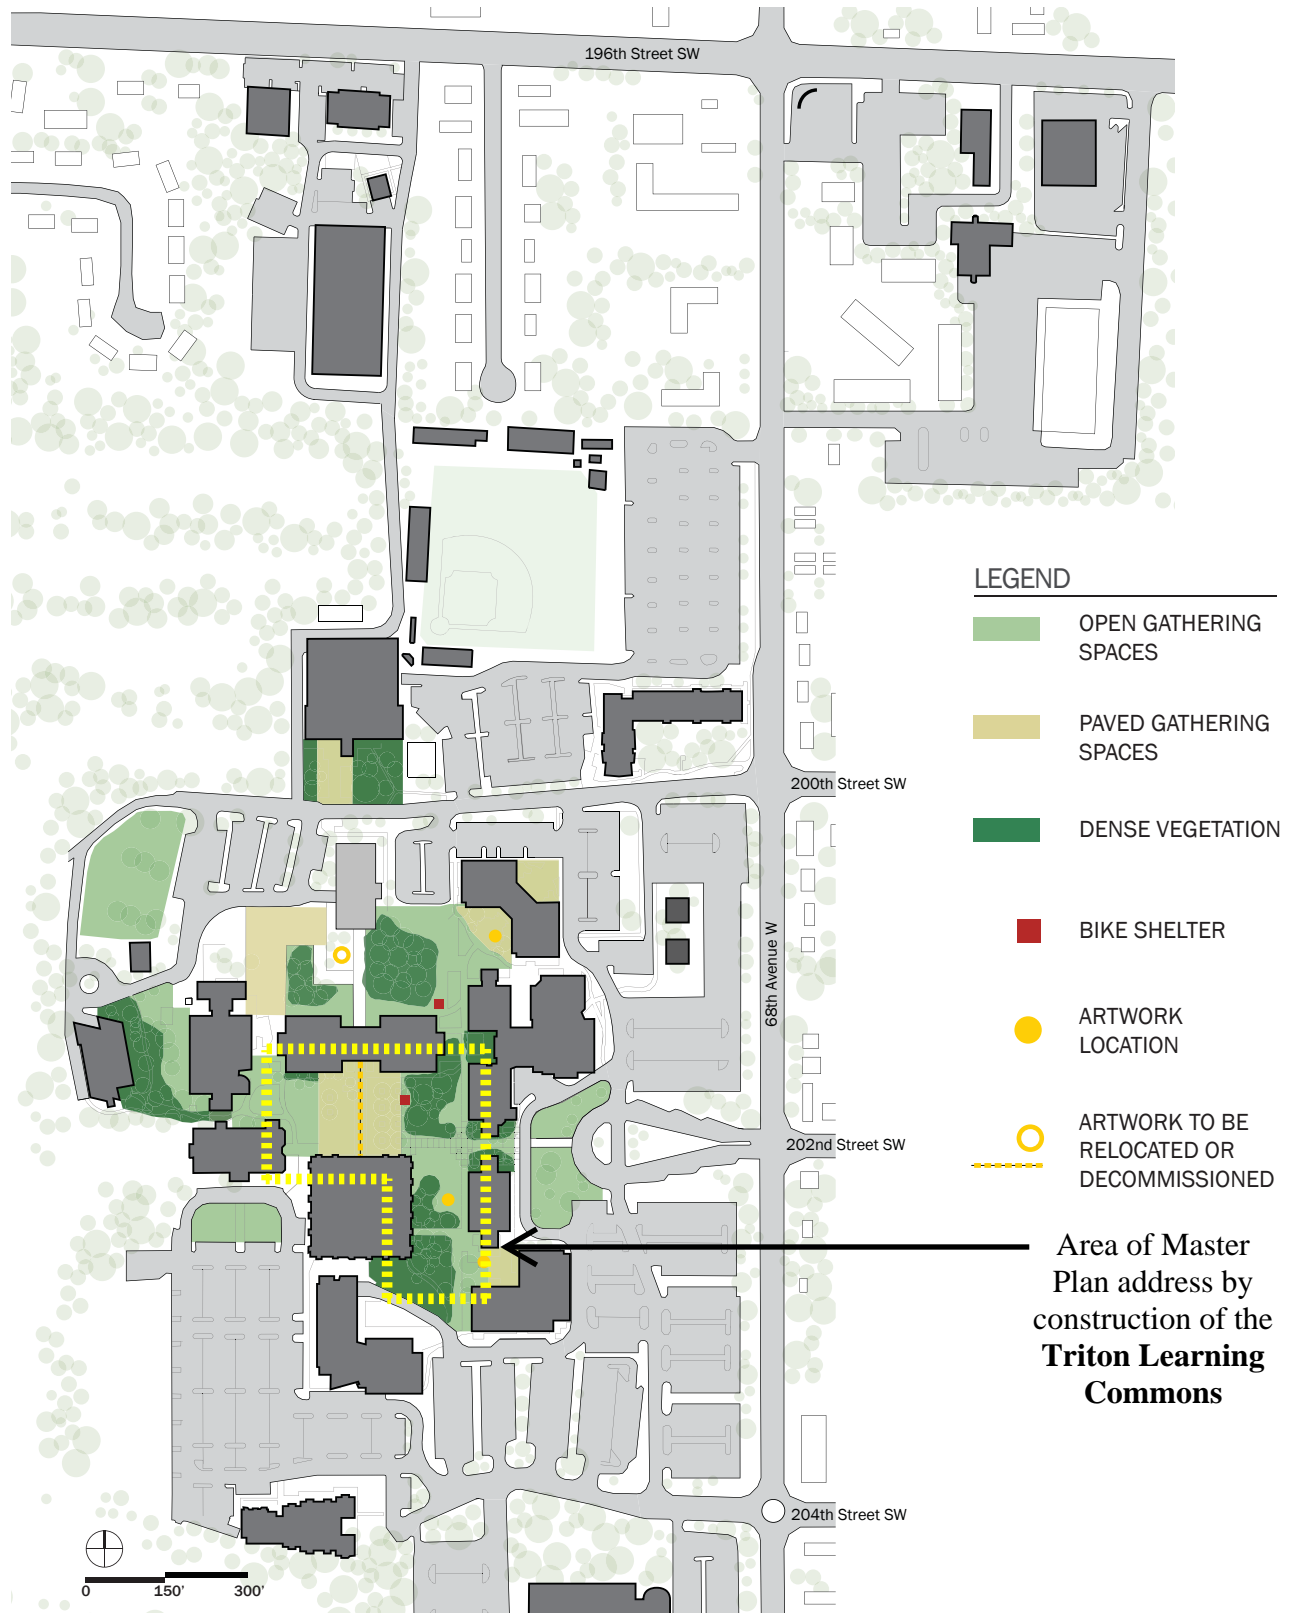 196th Street SW
LEGEND
OPEN GATHERING
SPACES
PAVED GATHERING
SPACES
200th Street SW
DENSE VEGETATION
BIKE SHELTER
68th Avenue W
ARTWORK
LOCATION
ARTWORK TO BE
RELOCATED OR
DECOMMISSIONED
202nd Street SW
Area of Master
Plan address by
construction of the
Triton Learning
Commons
204th Street SW
0 150' 300'